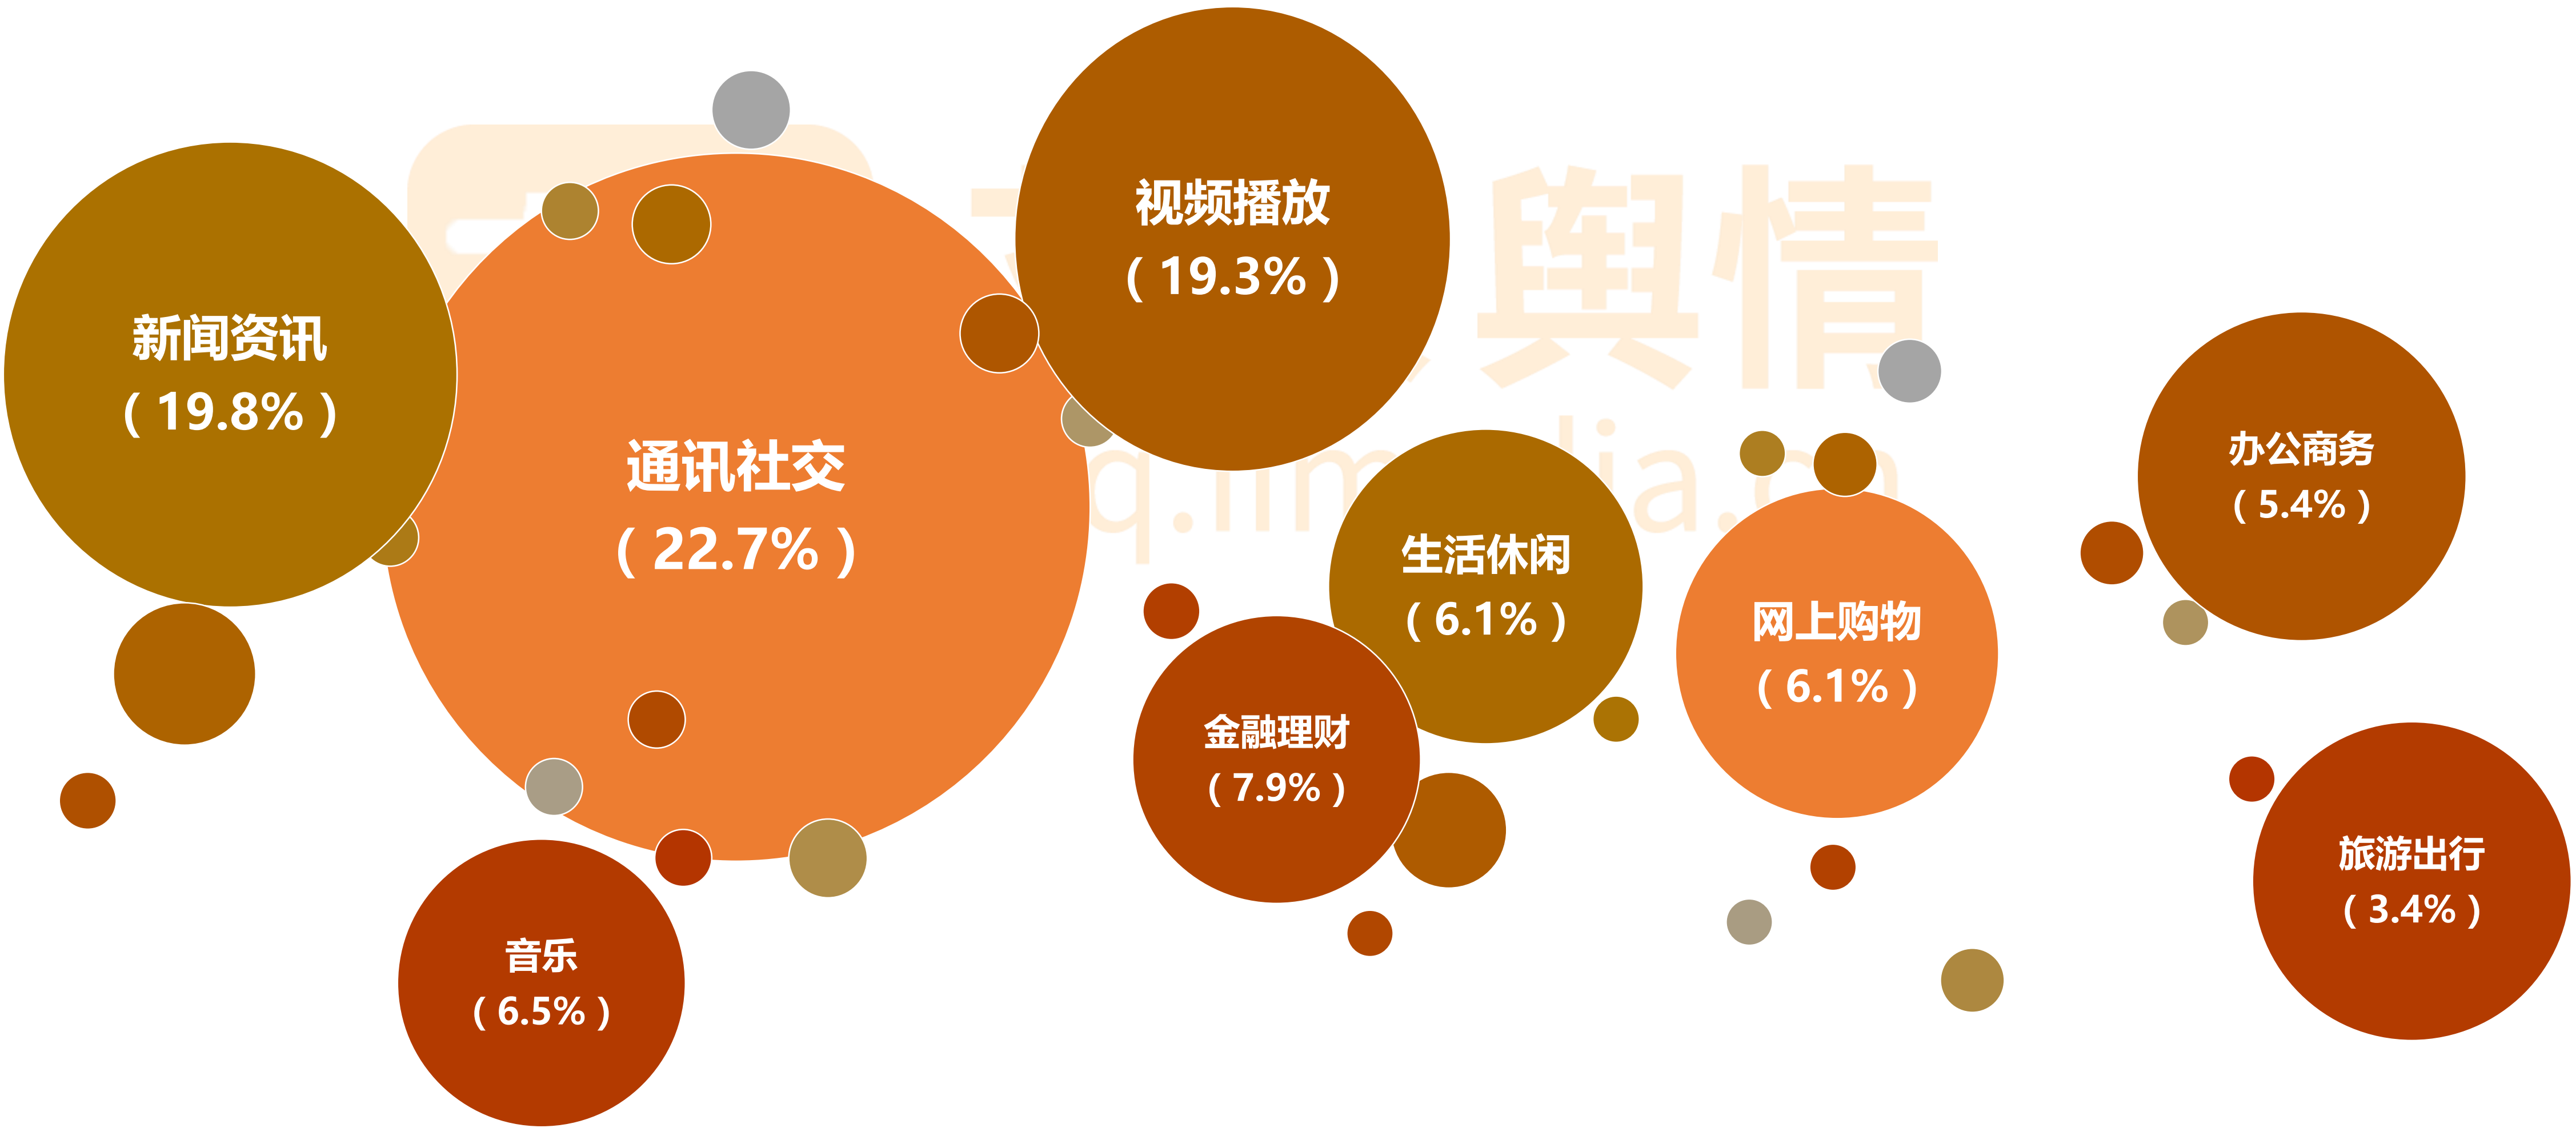 新闻资讯
（19.8%）
通讯社交
（22.7%）
视频播放
（19.3%）
音乐
（6.5%）
金融理财
（7.9%）
生活休闲
（6.1%）
网上购物
（6.1%）
办公商务
（5.4%）
旅游出行
（3.4%）
舆情